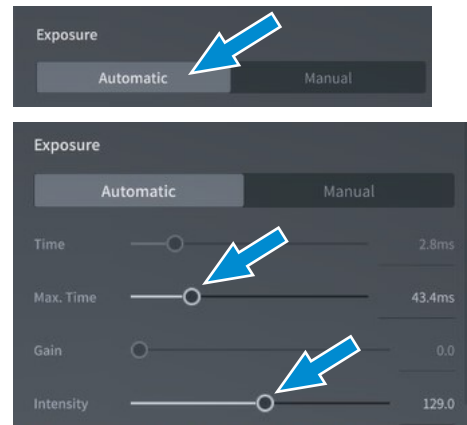 Exposure
Automatic Manual
Exposure
Automatic Manual
Time 2.8ms
Max. Time 43.4ms
Gain 0.0
Intensity 129.0